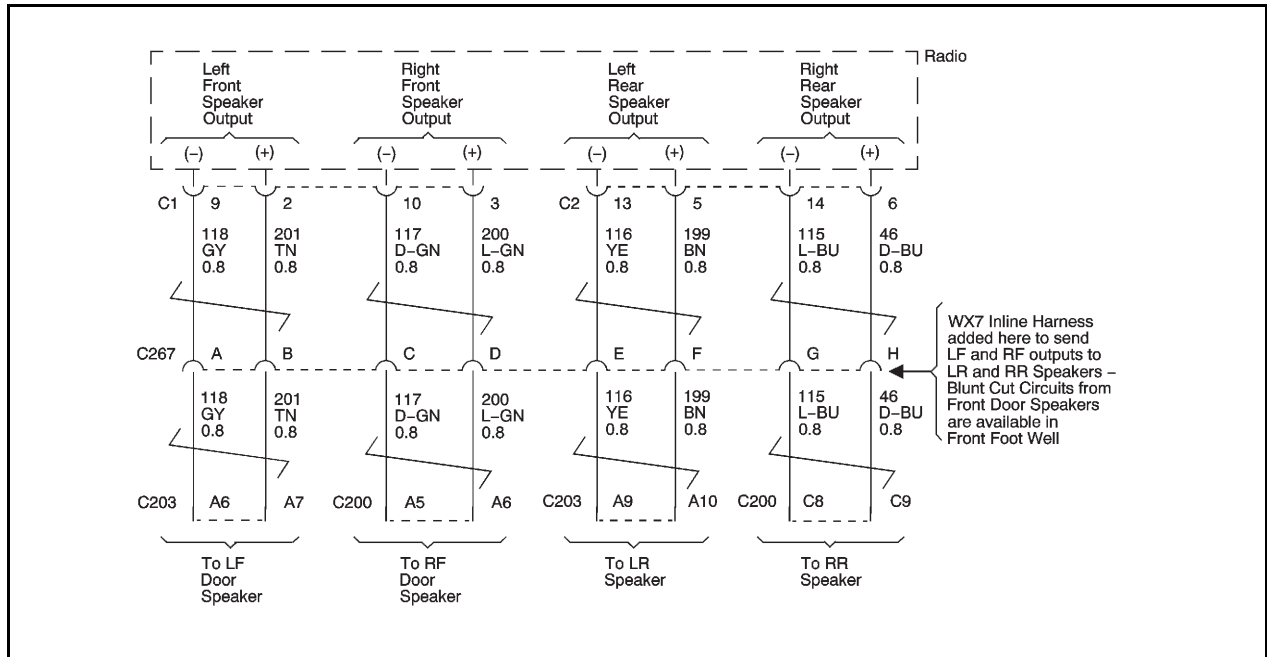 Radio
Left Front Speaker Output
Right Front Speaker Output
Left Rear Speaker Output
Right Rear Speaker Output
(−) (+) (−) (+) (−) (+) (−) (+)
C1 9 2 10 3 C2 13 5 14 6
118 201 117 200 116 199 115 46
GY TN D−GN L−GN YE BN L−BU D−BU
0.8 0.8 0.8 0.8 0.8 0.8 0.8 0.8
C267 A B C D E F G H
WX7 Inline Harness
added here to send
LF and RF outputs to
LR and RR Speakers −
Blunt Cut Circuits from
Front Door Speakers
are available in
Front Foot Well
118 201 117 200 116 199 115 46
GY TN D−GN L−GN YE BN L−BU D−BU
0.8 0.8 0.8 0.8 0.8 0.8 0.8 0.8
C203 A6 A7 C200 A5 A6 C203 A9 A10 C200 C8 C9
To LF Door Speaker
To RF Door Speaker
To LR Speaker
To RR Speaker